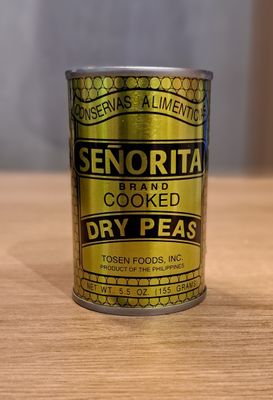 CONSERVAS ALIMENTICIAS
SEÑORITA
BRAND
COOKED
DRY PEAS
TOSEN FOODS, INC.
PRODUCT OF THE PHILIPPINES
NET WT. 5.5 OZ. (155 GRAMS)